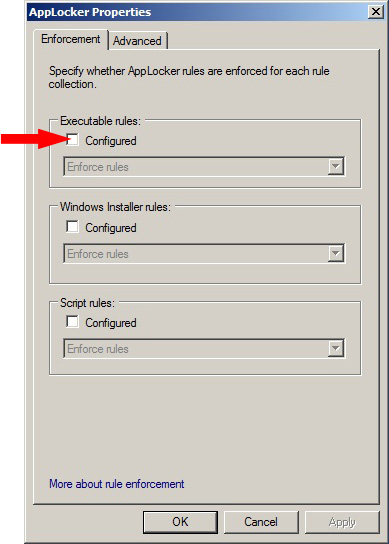 AppLocker Properties
Enforcement Advanced
Specify whether AppLocker rules are enforced for each rule
collection.
Executable rules:
Configured
Enforce rules
Windows Installer rules:
Configured
Enforce rules
Script rules:
Configured
Enforce rules
More about rule enforcement
OK Cancel Apply